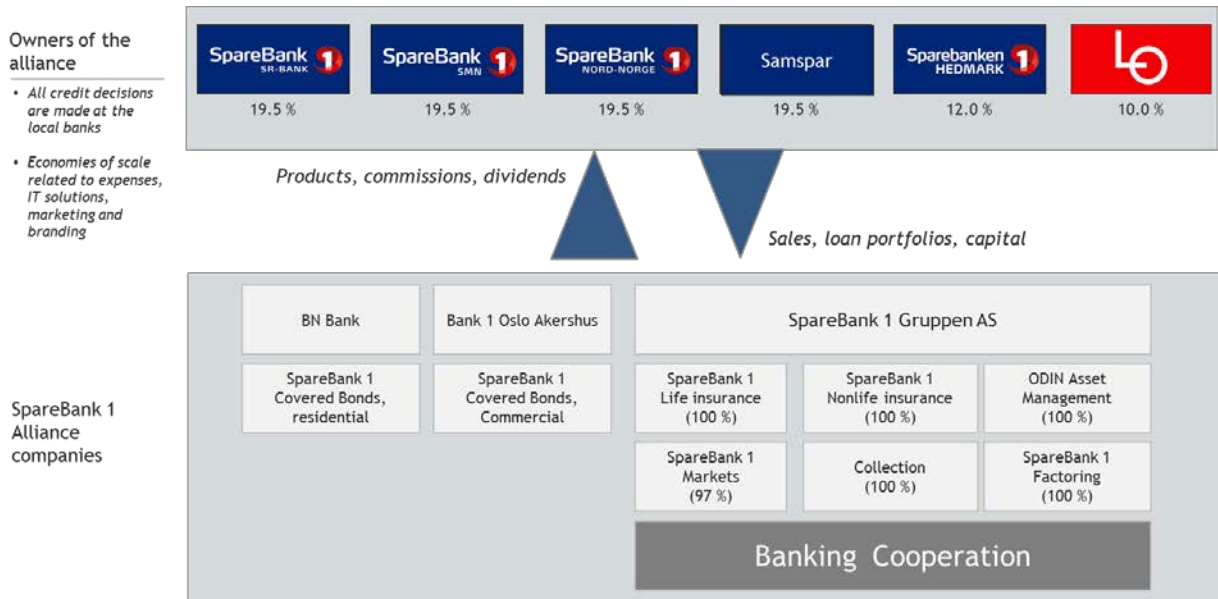 Owners of the
alliance
• All credit decisions
are made at the
local banks
• Economies of scale
related to expenses,
IT solutions,
marketing and
branding
SpareBank 1
SR-BANK
19.5 %
SpareBank 1
SMN
19.5 %
SpareBank 1
NORD-NORGE
19.5 %
Samspar
19.5 %
Sparebanken 1
HEDMARK
12.0 %
LO
10.0 %
Products, commissions, dividends
Sales, loan portfolios, capital
SpareBank 1
Alliance
companies
BN Bank
Bank 1 Oslo Akershus
SpareBank 1 Gruppen AS
SpareBank 1
Covered Bonds,
residential
SpareBank 1
Covered Bonds,
Commercial
SpareBank 1
Life insurance
(100 %)
SpareBank 1
Nonlife insurance
(100 %)
ODIN Asset
Management
(100 %)
SpareBank 1
Markets
(97 %)
Collection
(100 %)
SpareBank 1
Factoring
(100 %)
Banking Cooperation